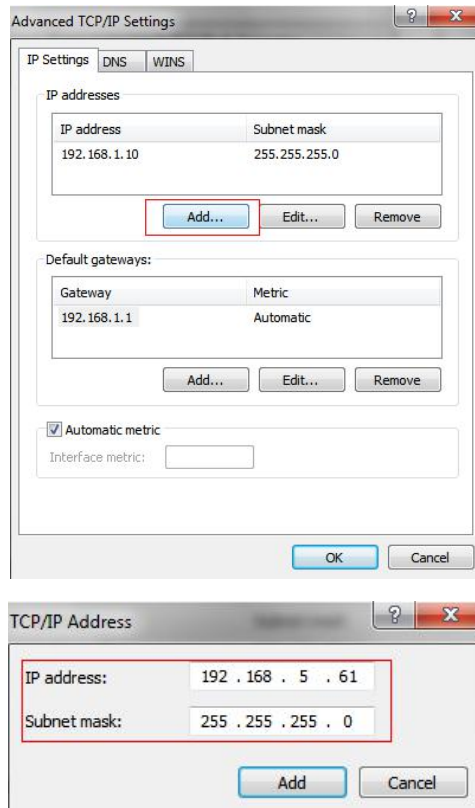 Advanced TCP/IP Settings
IP Settings DNS WINS
IP addresses
IP address Subnet mask
192.168.1.10 255.255.255.0
Add... Edit... Remove
Default gateways:
Gateway Metric
192.168.1.1 Automatic
Add... Edit... Remove
Automatic metric
Interface metric:
OK Cancel
TCP/IP Address
IP address: 192 . 168 . 5 . 61
Subnet mask: 255 . 255 . 255 . 0
Add Cancel